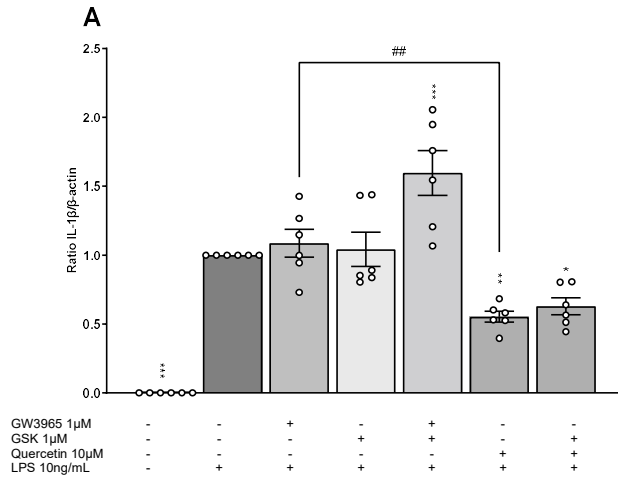 A
Ratio IL-1β/β-actin
2.5
##
2.0
***
1.5
1.0
**
*
0.5
***
0.0
GW3965 1µM - - + - + - -
GSK 1µM - - - + + - +
Quercetin 10µM - - - - - + +
LPS 10ng/mL - + + + + + +